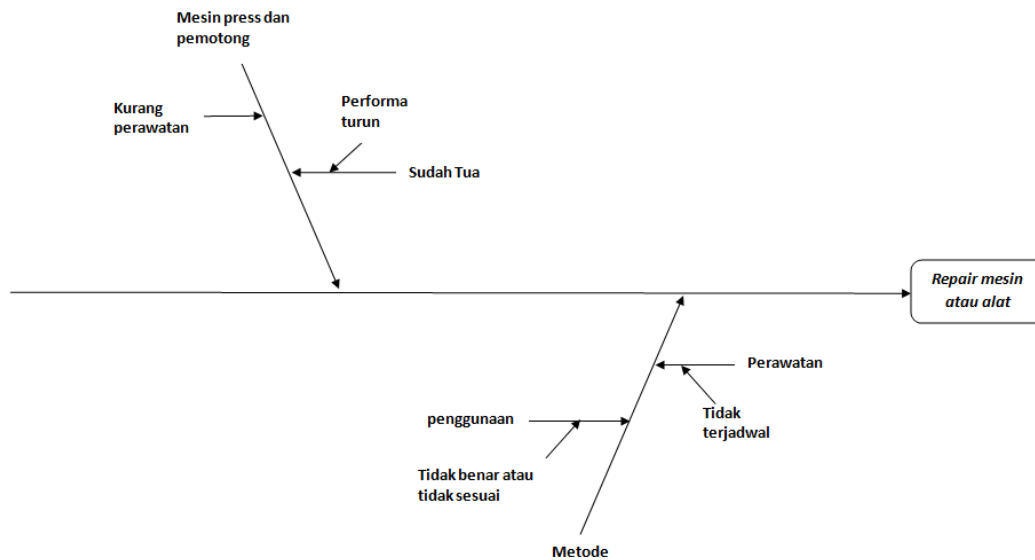 Mesin press dan
pemotong
Kurang
perawatan
Performa
turun
Sudah Tua
Repair mesin
atau alat
Perawatan
Tidak
terjadwal
penggunaan
Tidak benar atau
tidak sesuai
Metode